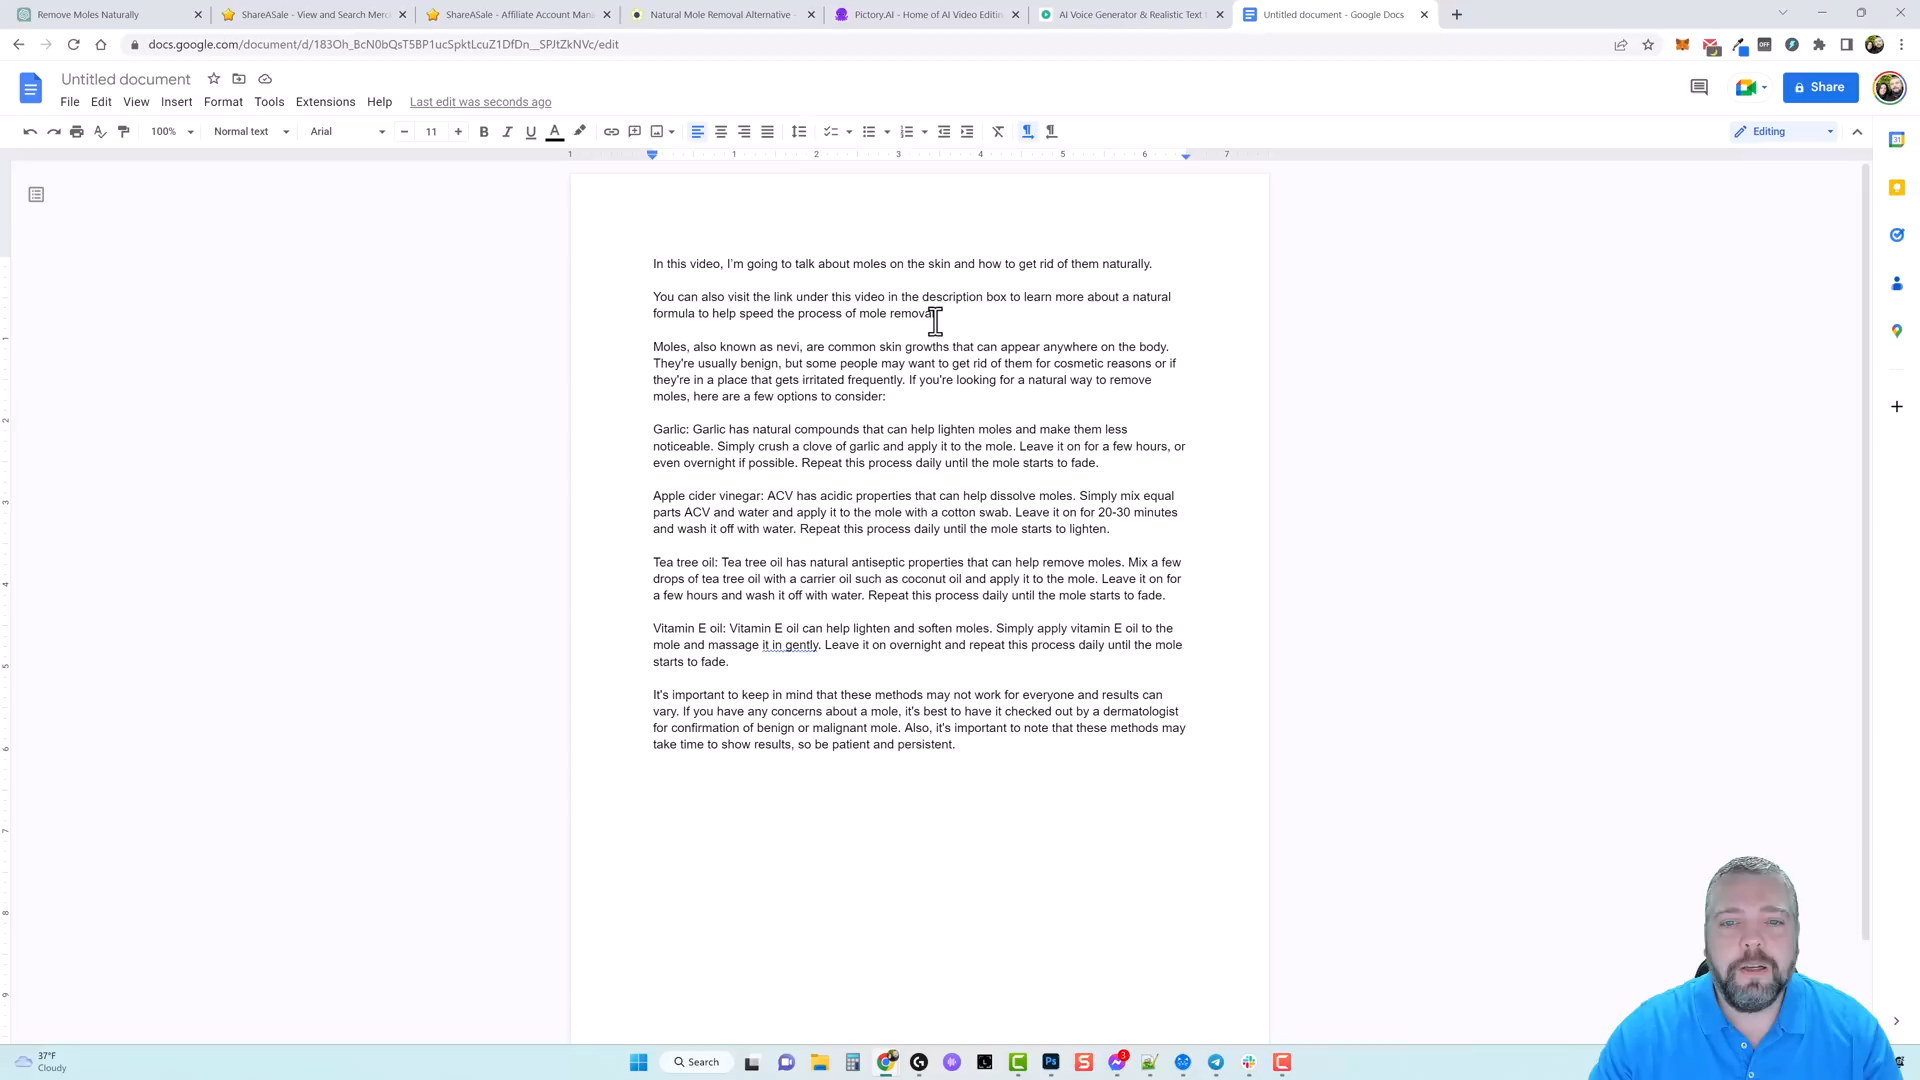 Remove Moles Naturally
ShareASale - View and Search Merc
ShareASale - Affiliate Account Man
Natural Mole Removal Alternative -
Pictory.AI - Home of AI Video Editin
AI Voice Generator & Realistic Text
Untitled document - Google Docs
docs.google.com/document/d/183Oh_BcN0bQsT5BP1ucSpktLcuZ1DfDn__SPJtZkNVc/edit
OFF
Untitled document
File Edit View Insert Format Tools Extensions Help Last edit was seconds ago
Share
100% Normal text Arial 11
Editing
1 1 2 3 4 5 6 7
In this video, I'm going to talk about moles on the skin and how to get rid of them naturally.
You can also visit the link under this video in the description box to learn more about a natural
formula to help speed the process of mole removal
Moles, also known as nevi, are common skin growths that can appear anywhere on the body.
They're usually benign, but some people may want to get rid of them for cosmetic reasons or if
they're in a place that gets irritated frequently. If you're looking for a natural way to remove
moles, here are a few options to consider:
Garlic: Garlic has natural compounds that can help lighten moles and make them less
noticeable. Simply crush a clove of garlic and apply it to the mole. Leave it on for a few hours, or
even overnight if possible. Repeat this process daily until the mole starts to fade.
Apple cider vinegar: ACV has acidic properties that can help dissolve moles. Simply mix equal
parts ACV and water and apply it to the mole with a cotton swab. Leave it on for 20-30 minutes
and wash it off with water. Repeat this process daily until the mole starts to lighten.
Tea tree oil: Tea tree oil has natural antiseptic properties that can help remove moles. Mix a few
drops of tea tree oil with a carrier oil such as coconut oil and apply it to the mole. Leave it on for
a few hours and wash it off with water. Repeat this process daily until the mole starts to fade.
Vitamin E oil: Vitamin E oil can help lighten and soften moles. Simply apply vitamin E oil to the
mole and massage it in gently. Leave it on overnight and repeat this process daily until the mole
starts to fade.
It's important to keep in mind that these methods may not work for everyone and results can
vary. If you have any concerns about a mole, it's best to have it checked out by a dermatologist
for confirmation of benign or malignant mole. Also, it's important to note that these methods may
take time to show results, so be patient and persistent.
37°F
Cloudy
Search
3